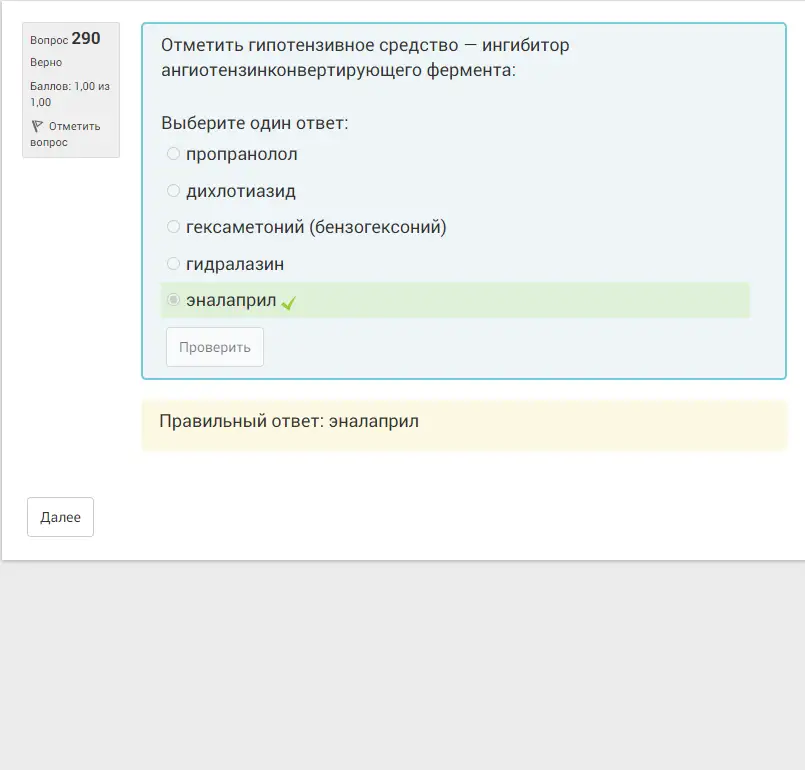 Вопрос 290
Верно
Баллов: 1,00 из
1,00
Отметить
вопрос
Отметить гипотензивное средство — ингибитор
ангиотензинконвертирующего фермента:
Выберите один ответ:
пропранолол
дихлотиазид
гексаметоний (бензогексоний)
гидралазин
эналаприл
Проверить
Правильный ответ: эналаприл
Далее